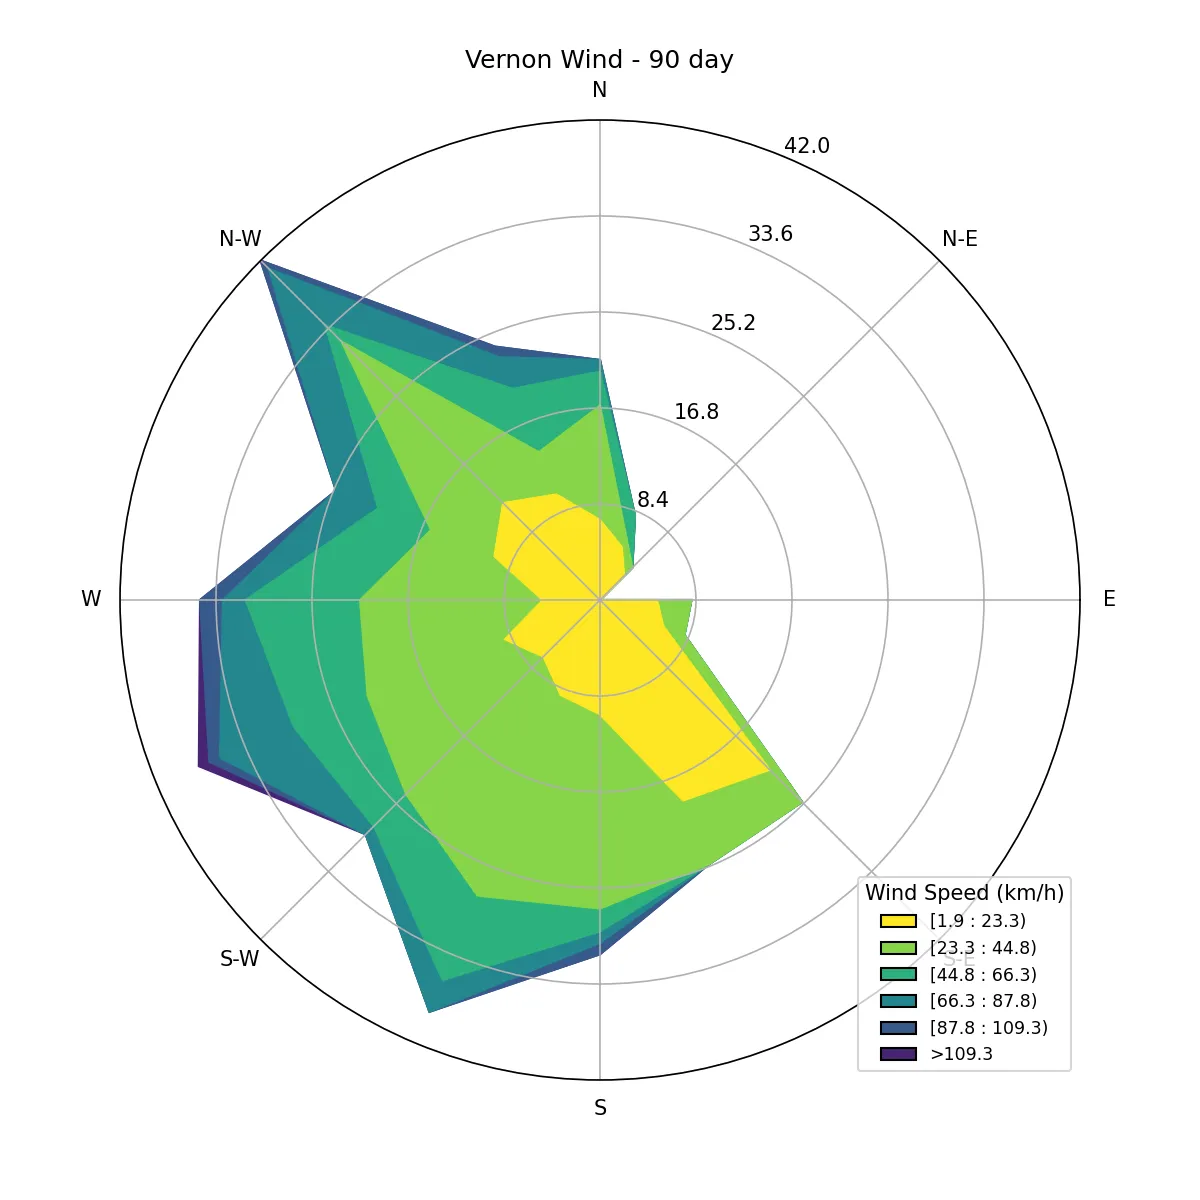 Vernon Wind - 90 day
N
42.0
33.6
N-W
N-E
25.2
16.8
8.4
W
E
Wind Speed (km/h)
[1.9 : 23.3)
[23.3 : 44.8)
S-W
S-E
[44.8 : 66.3)
[66.3 : 87.8)
[87.8 : 109.3)
>109.3
S